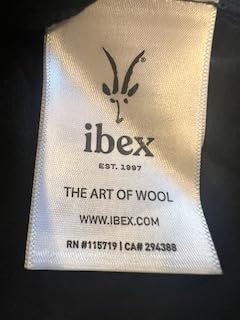 ®
ibex
EST. 1997
THE ART OF WOOL
WWW.IBEX.COM
RN #115719 | CA# 294388